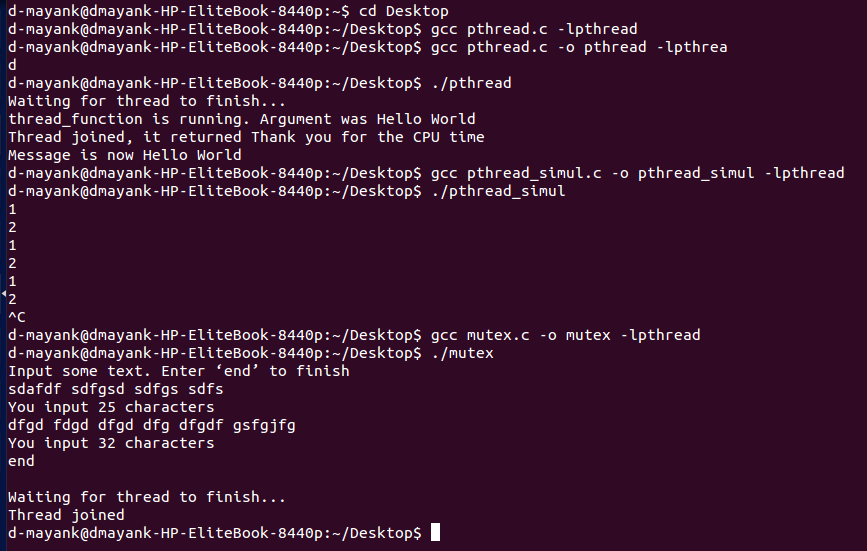 d-mayank@dmayank-HP-EliteBook-8440p:~$ cd Desktop
d-mayank@dmayank-HP-EliteBook-8440p:~/Desktop$ gcc pthread.c -lpthread
d-mayank@dmayank-HP-EliteBook-8440p:~/Desktop$ gcc pthread.c -o pthread -lpthrea
d
d-mayank@dmayank-HP-EliteBook-8440p:~/Desktop$ ./pthread
Waiting for thread to finish...
thread_function is running. Argument was Hello World
Thread joined, it returned Thank you for the CPU time
Message is now Hello World
d-mayank@dmayank-HP-EliteBook-8440p:~/Desktop$ gcc pthread_simul.c -o pthread_simul -lpthread
d-mayank@dmayank-HP-EliteBook-8440p:~/Desktop$ ./pthread_simul
1
2
1
2
1
2
^C
d-mayank@dmayank-HP-EliteBook-8440p:~/Desktop$ gcc mutex.c -o mutex -lpthread
d-mayank@dmayank-HP-EliteBook-8440p:~/Desktop$ ./mutex
Input some text. Enter ‘end’ to finish
sdafdf sdfgsd sdfgs sdfs
You input 25 characters
dfgd fdgd dfgd dfg dfgdf gsfgjfg
You input 32 characters
end

Waiting for thread to finish...
Thread joined
d-mayank@dmayank-HP-EliteBook-8440p:~/Desktop$